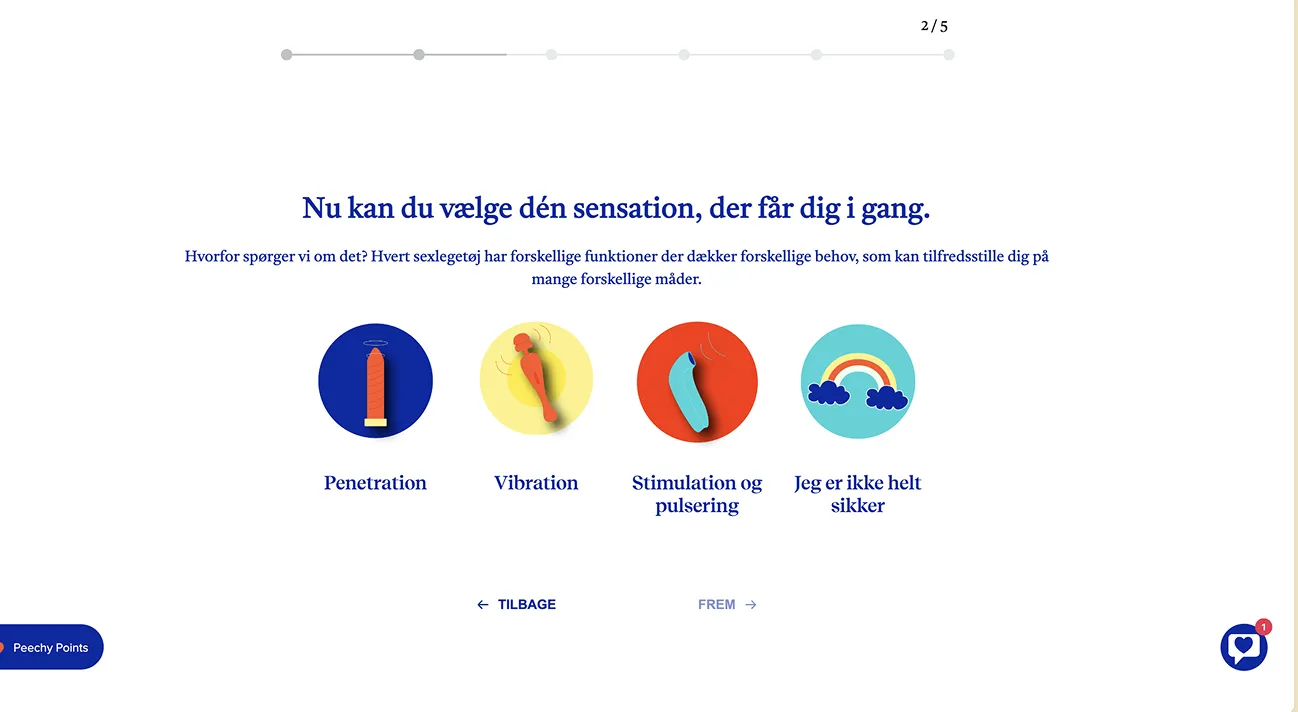 2 / 5
Nu kan du vælge dén sensation, der får dig i gang.
Hvorfor spørger vi om det? Hvert sexlegetøj har forskellige funktioner der dækker forskellige behov, som kan tilfredsstille dig på
mange forskellige måder.
Penetration
Vibration
Stimulation og
pulsering
Jeg er ikke helt
sikker
← TILBAGE
FREM →
Peechy Points
1